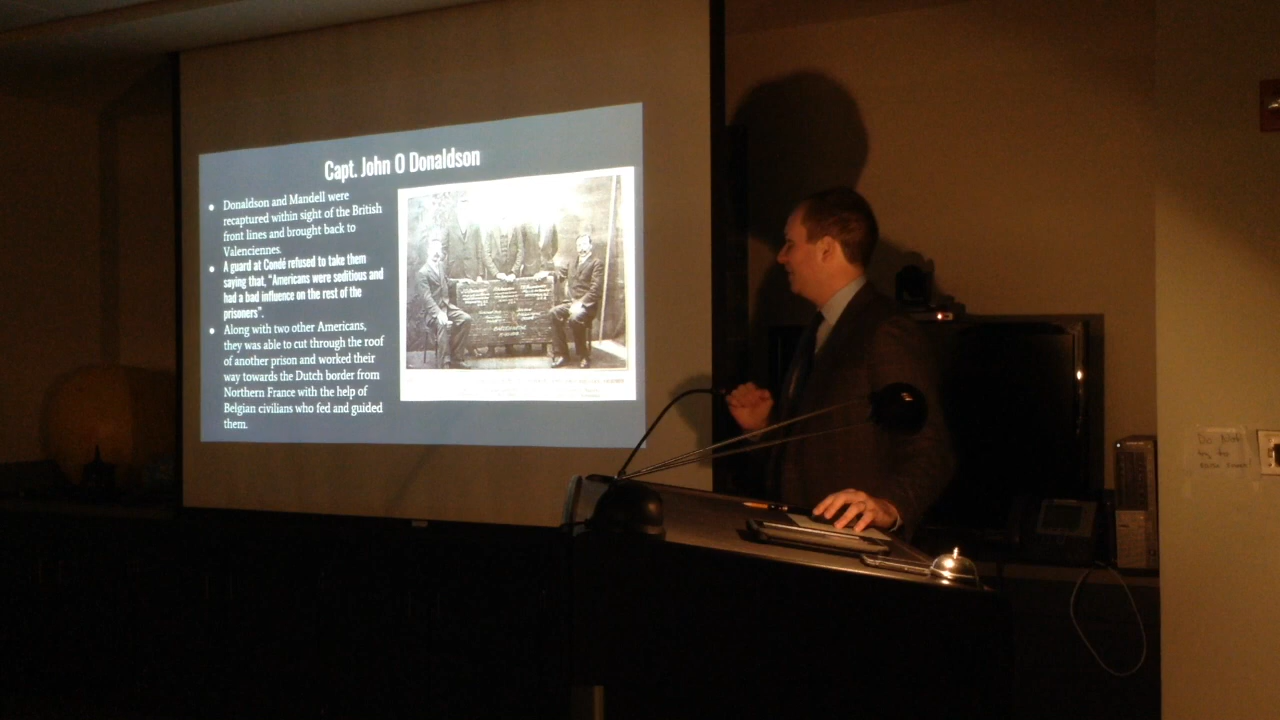 Capt. John O Donaldson
● Donaldson and Mandell were
recaptured within sight of the British
front lines and brought back to
Valenciennes.
● A guard at Condé refused to take them
saying that, "Americans were seditious and
had a bad influence on the rest of the
prisoners".
● Along with two other Americans,
they was able to cut through the roof
of another prison and worked their
way towards the Dutch border from
Northern France with the help of
Belgian civilians who fed and guided
them.
Do Not